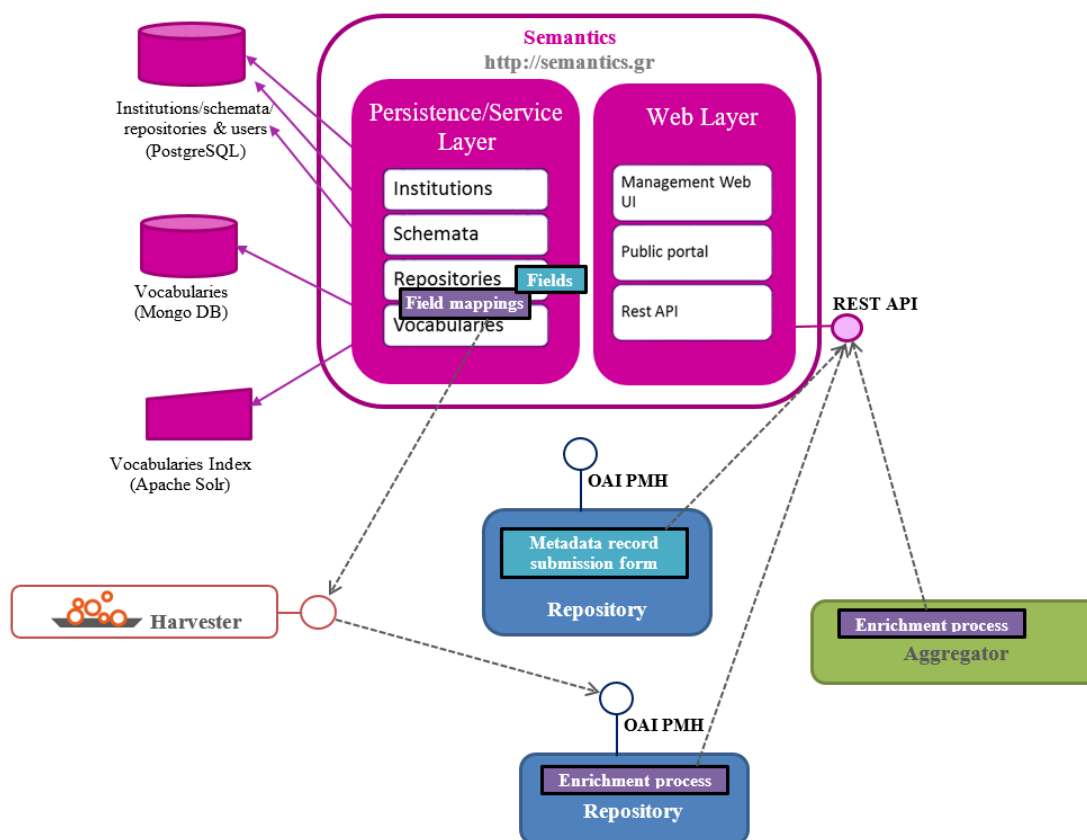 Semantics
http://semantics.gr
Institutions/schemata/
repositories & users
(PostgreSQL)
Vocabularies
(Mongo DB)
Vocabularies Index
(Apache Solr)
Persistence/Service
Layer
Institutions
Schemata
Repositories
Fields
Field mappings
Vocabularies
Web Layer
Management Web
UI
Public portal
Rest API
REST API
OAI PMH
Metadata record
submission form
Repository
Harvester
Enrichment process
Aggregator
OAI PMH
Enrichment process
Repository